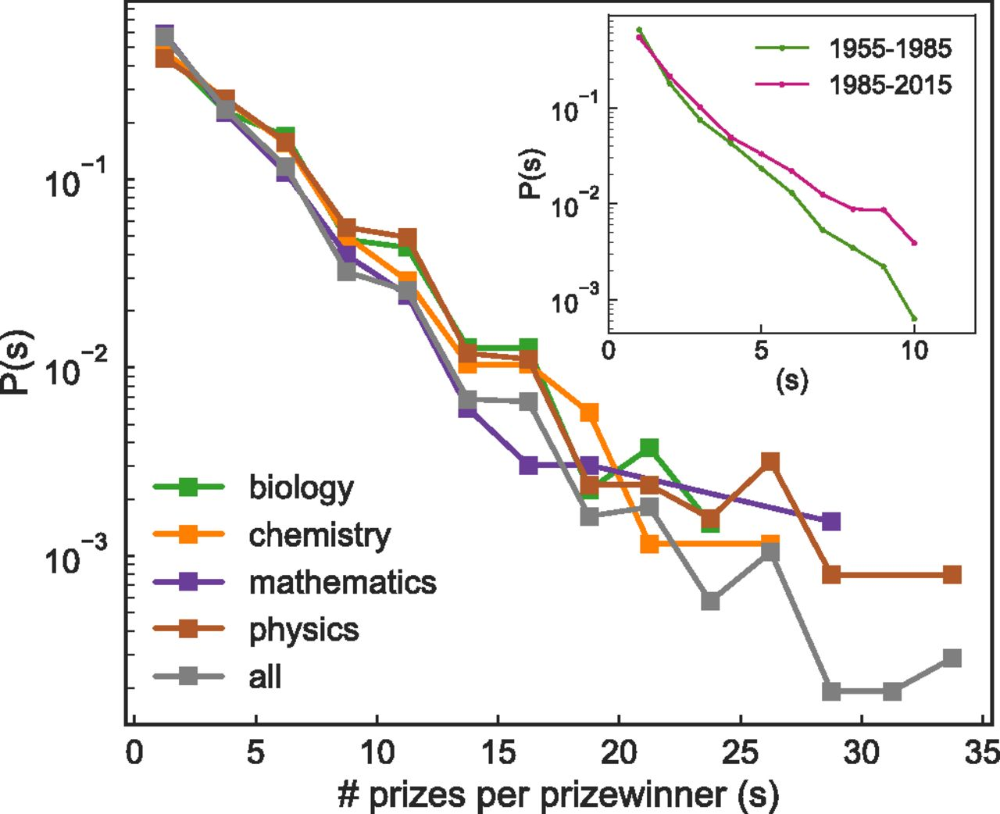 1955-1985
1985-2015
10⁻¹
10⁻²
10⁻³
P(s)
0 5 10
(s)
10⁻¹
10⁻²
10⁻³
P(s)
biology
chemistry
mathematics
physics
all
0 5 10 15 20 25 30 35
# prizes per prizewinner (s)